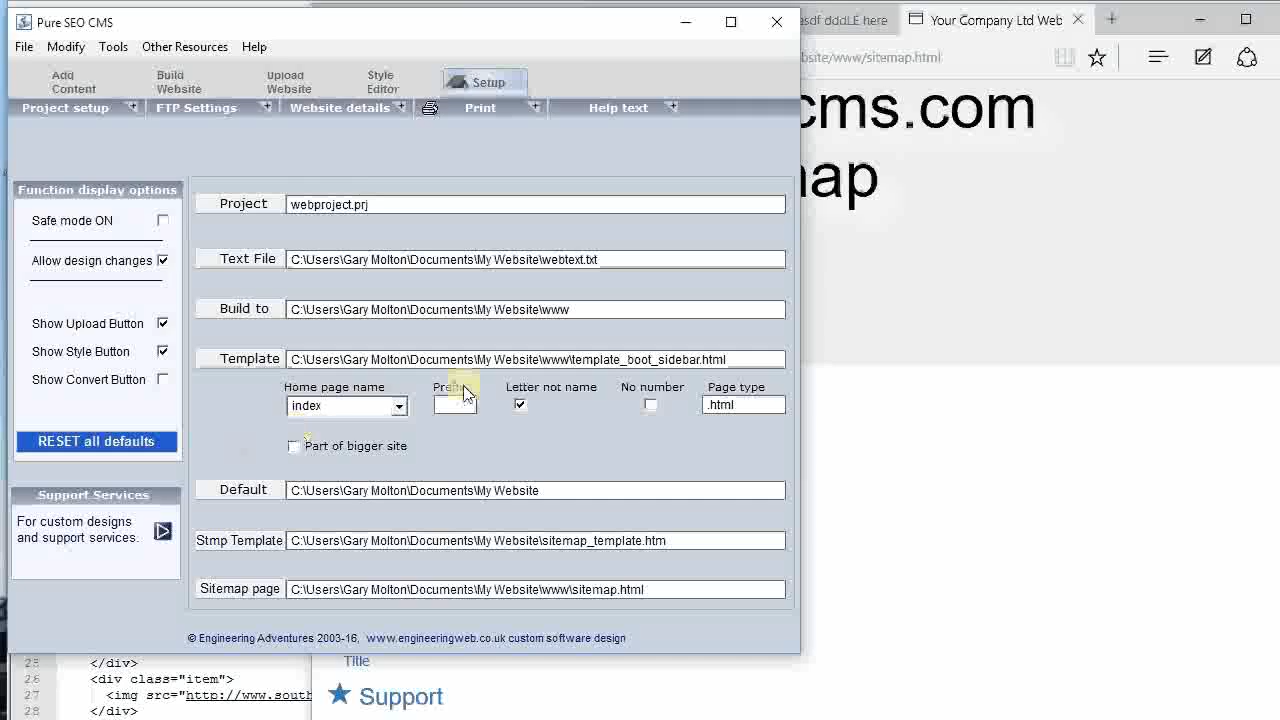 Pure SEO CMS
File Modify Tools Other Resources Help
Add Content
Build Website
Upload Website
Style Editor
Setup
Project setup FTP Settings Website details Print Help text
Function display options
Safe mode ON
Allow design changes
Show Upload Button
Show Style Button
Show Convert Button
RESET all defaults
Support Services
For custom designs
and support services.
Project webproject.prj
Text File C:\Users\Gary Molton\Documents\My Website\webtext.txt
Build to C:\Users\Gary Molton\Documents\My Website\www
Template C:\Users\Gary Molton\Documents\My Website\www\template_boot_sidebar.html
Home page name Letter not name No number Page type
index .html
Part of bigger site
Default C:\Users\Gary Molton\Documents\My Website
Stmp Template C:\Users\Gary Molton\Documents\My Website\sitemap_template.htm
Sitemap page C:\Users\Gary Molton\Documents\My Website\www\sitemap.html
© Engineering Adventures 2003-16, www.engineeringweb.co.uk custom software design
asdf dddLE here Your Company Ltd Web
site/www/sitemap.html
cms.com
map
25 </div>
26 <div class="item">
27 <img src="http://www.south
28 </div>
Title
Support